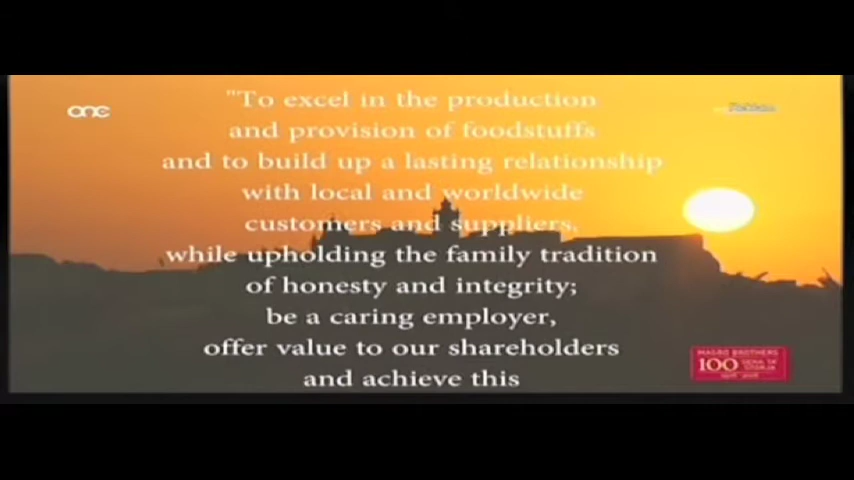 one
"To excel in the production
and provision of foodstuffs
and to build up a lasting relationship
with local and worldwide
customers and suppliers,
while upholding the family tradition
of honesty and integrity;
be a caring employer,
offer value to our shareholders
and achieve this
MAGRO BROTHERS
100